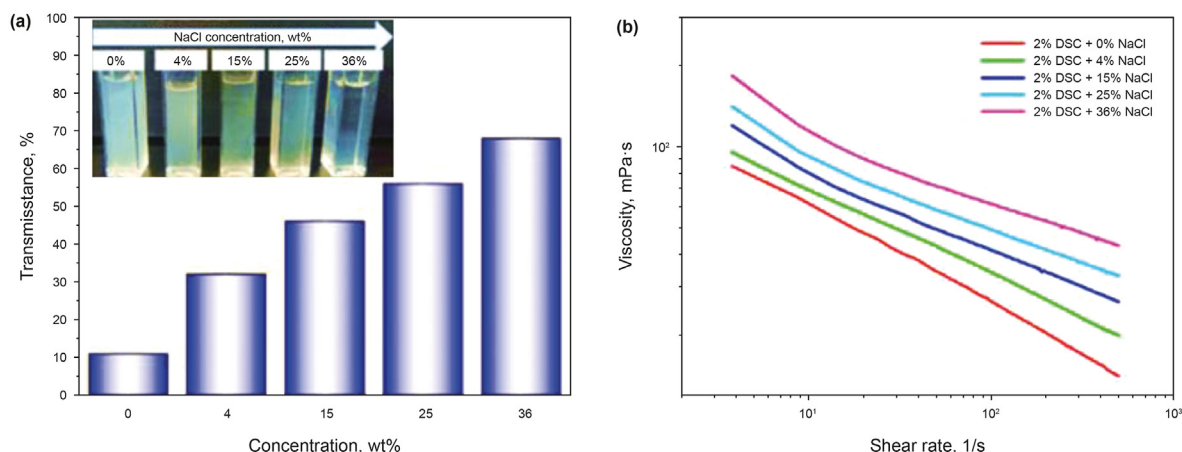 (a)
100
90
80
70
60
50
40
30
20
10
0
Transmisstance, %
NaCl concentration, wt%
0% 4% 15% 25% 36%
0 4 15 25 36
Concentration, wt%
(b)
10²
Viscosity, mPa·s
2% DSC + 0% NaCl
2% DSC + 4% NaCl
2% DSC + 15% NaCl
2% DSC + 25% NaCl
2% DSC + 36% NaCl
10¹ 10² 10³
Shear rate, 1/s